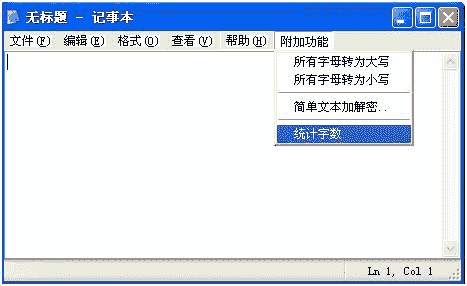 无标题 - 记事本
文件(F) 编辑(E) 格式(O) 查看(V) 帮助(H) 附加功能
所有字母转为大写
所有字母转为小写
简单文本加解密..
统计字数
Ln 1, Col 1